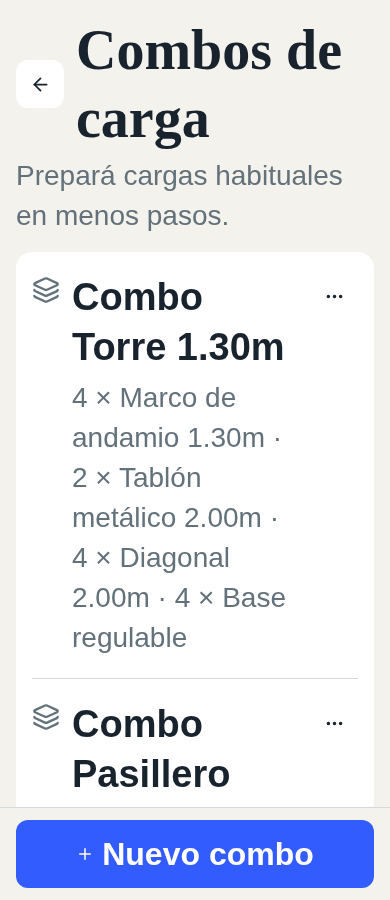 Combos de
carga
Prepará cargas habituales
en menos pasos.
Combo
Torre 1.30m
4 × Marco de
andamio 1.30m ·
2 × Tablón
metálico 2.00m ·
4 × Diagonal
2.00m · 4 × Base
regulable
Combo
Pasillero
+ Nuevo combo